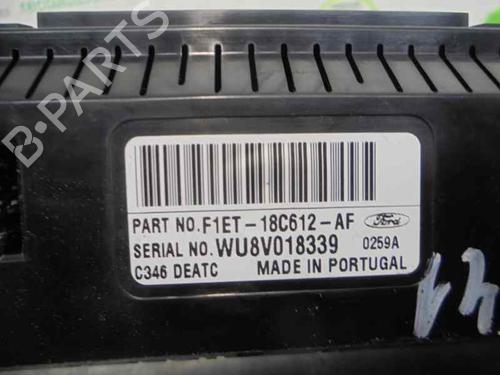 B-PARTS
PART NO. F1ET-18C612-AF Ford
SERIAL NO. WU8V018339 0259A
C346 DEATC MADE IN PORTUGAL